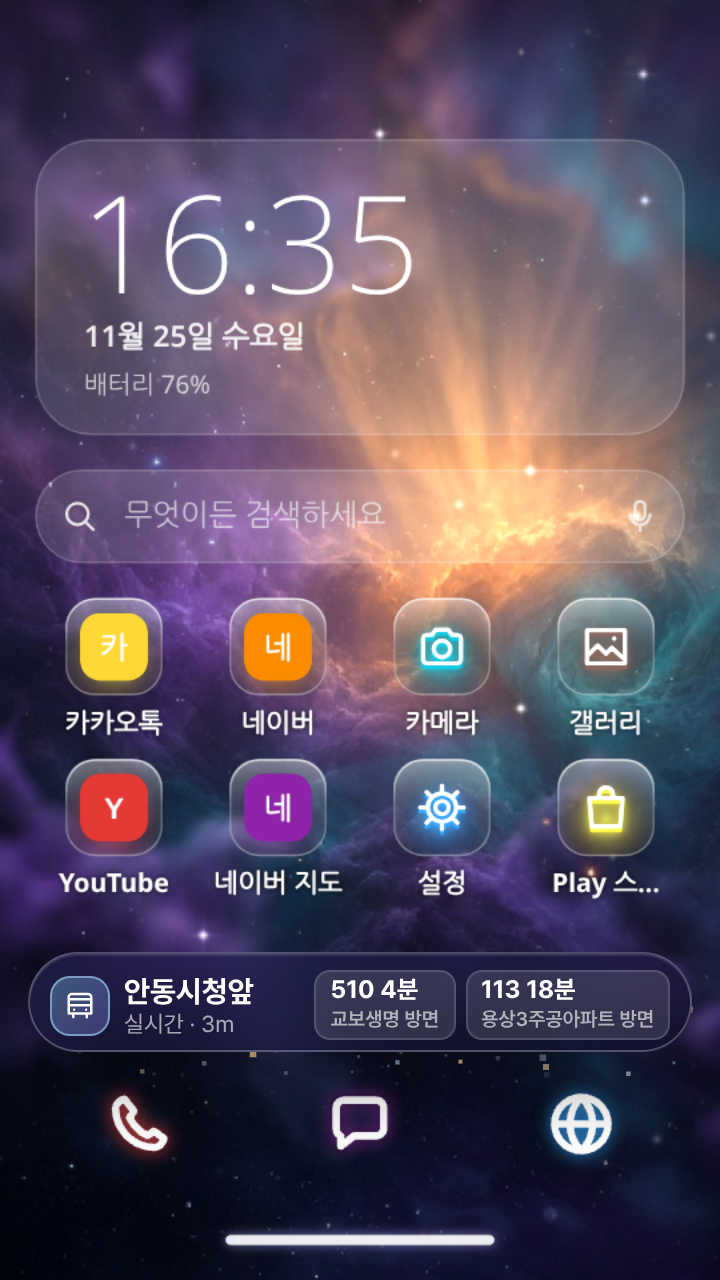 16:35
11월 25일 수요일
배터리 76%
무엇이든 검색하세요
카
네
카카오톡
네이버
카메라
갤러리
Y
네
YouTube
네이버 지도
설정
Play 스...
안동시청앞
실시간 · 3m
510 4분
교보생명 방면
113 18분
용상3주공아파트 방면